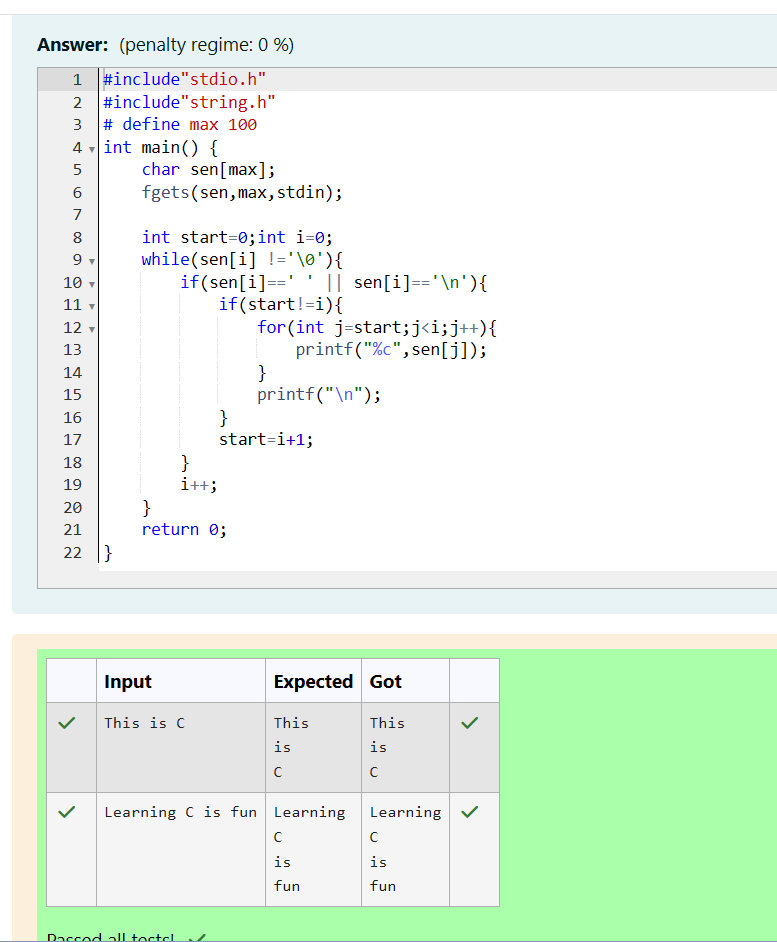 Answer: (penalty regime: 0 %)
1 #include"stdio.h"
2 #include"string.h"
3 # define max 100
4 int main() {
5     char sen[max];
6     fgets(sen,max,stdin);
7
8     int start=0;int i=0;
9     while(sen[i] !='\0'){
10         if(sen[i]==' ' || sen[i]=='\n'){
11             if(start!=i){
12                 for(int j=start;j<i;j++){
13                     printf("%c",sen[j]);
14                 }
15                 printf("\n");
16             }
17             start=i+1;
18         }
19         i++;
20     }
21     return 0;
22 }
Input Expected Got
This is C This This
is is
C C
Learning C is fun Learning Learning
C C
is is
fun fun
Passed all tests!